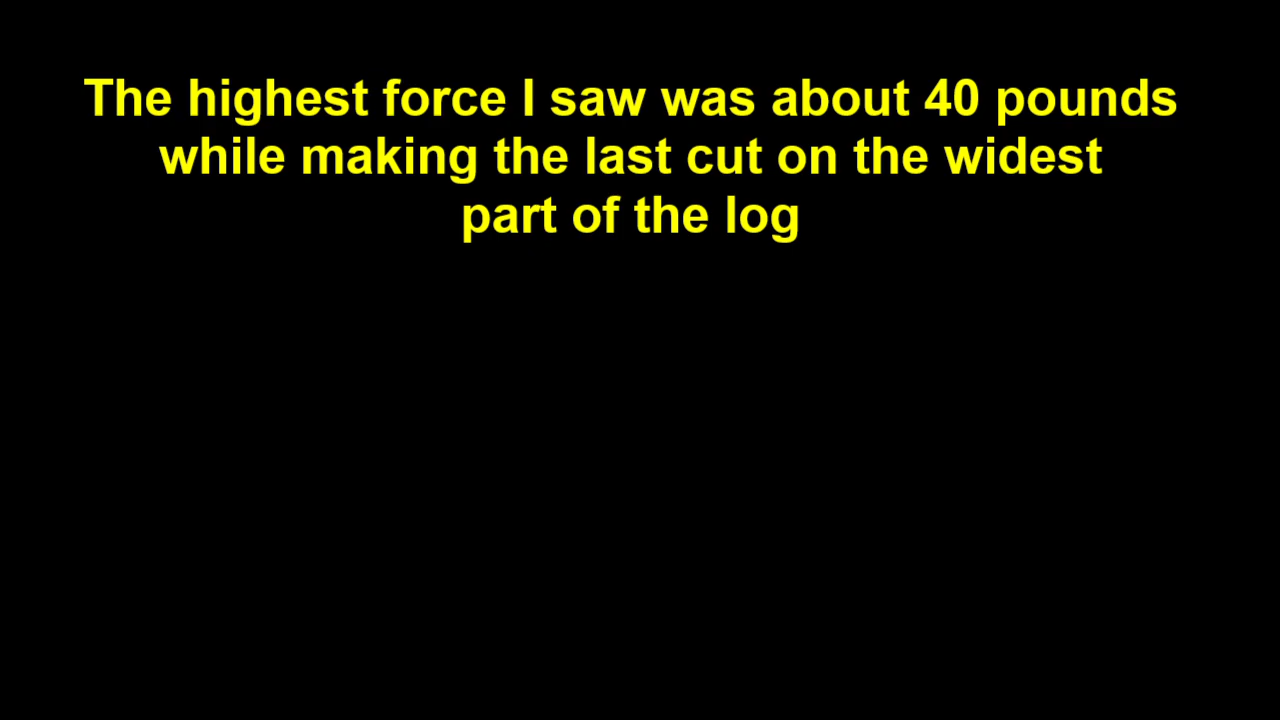 The highest force I saw was about 40 pounds
while making the last cut on the widest
part of the log